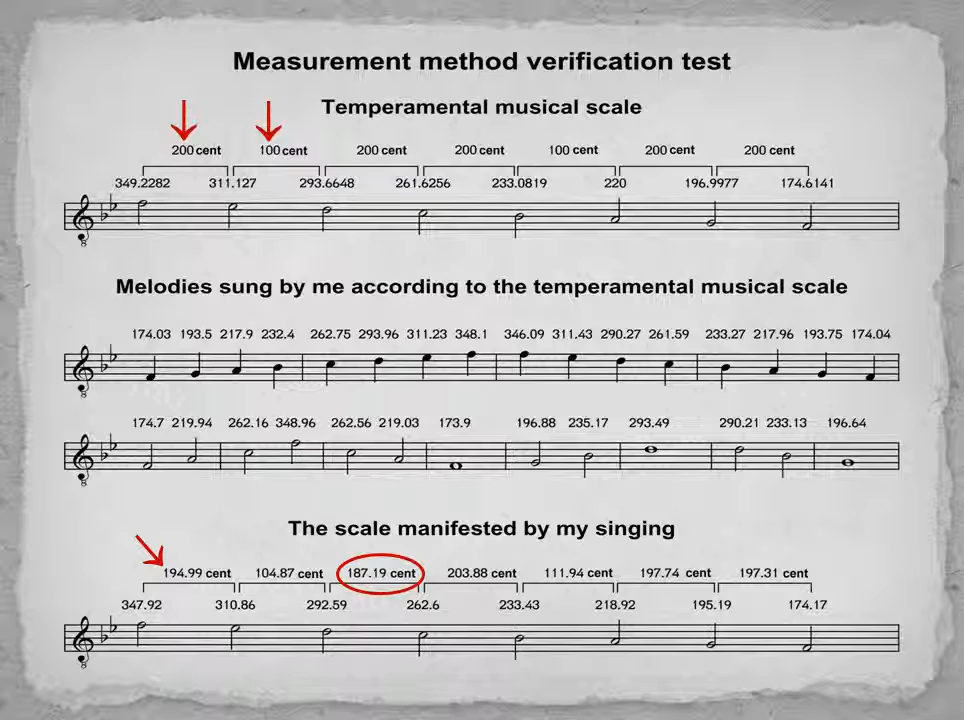 Measurement method verification test
Temperamental musical scale
200 cent 100 cent 200 cent 200 cent 100 cent 200 cent 200 cent
349.2282 311.127 293.6648 261.6256 233.0819 220 196.9977 174.6141
8
Melodies sung by me according to the temperamental musical scale
174.03 193.5 217.9 232.4 262.75 293.96 311.23 348.1 346.09 311.43 290.27 261.59 233.27 217.96 193.75 174.04
8
174.7 219.94 262.16 348.96 262.56 219.03 173.9 196.88 235.17 293.49 290.21 233.13 196.64
8
The scale manifested by my singing
194.99 cent 104.87 cent 187.19 cent 203.88 cent 111.94 cent 197.74 cent 197.31 cent
347.92 310.86 292.59 262.6 233.43 218.92 195.19 174.17
8